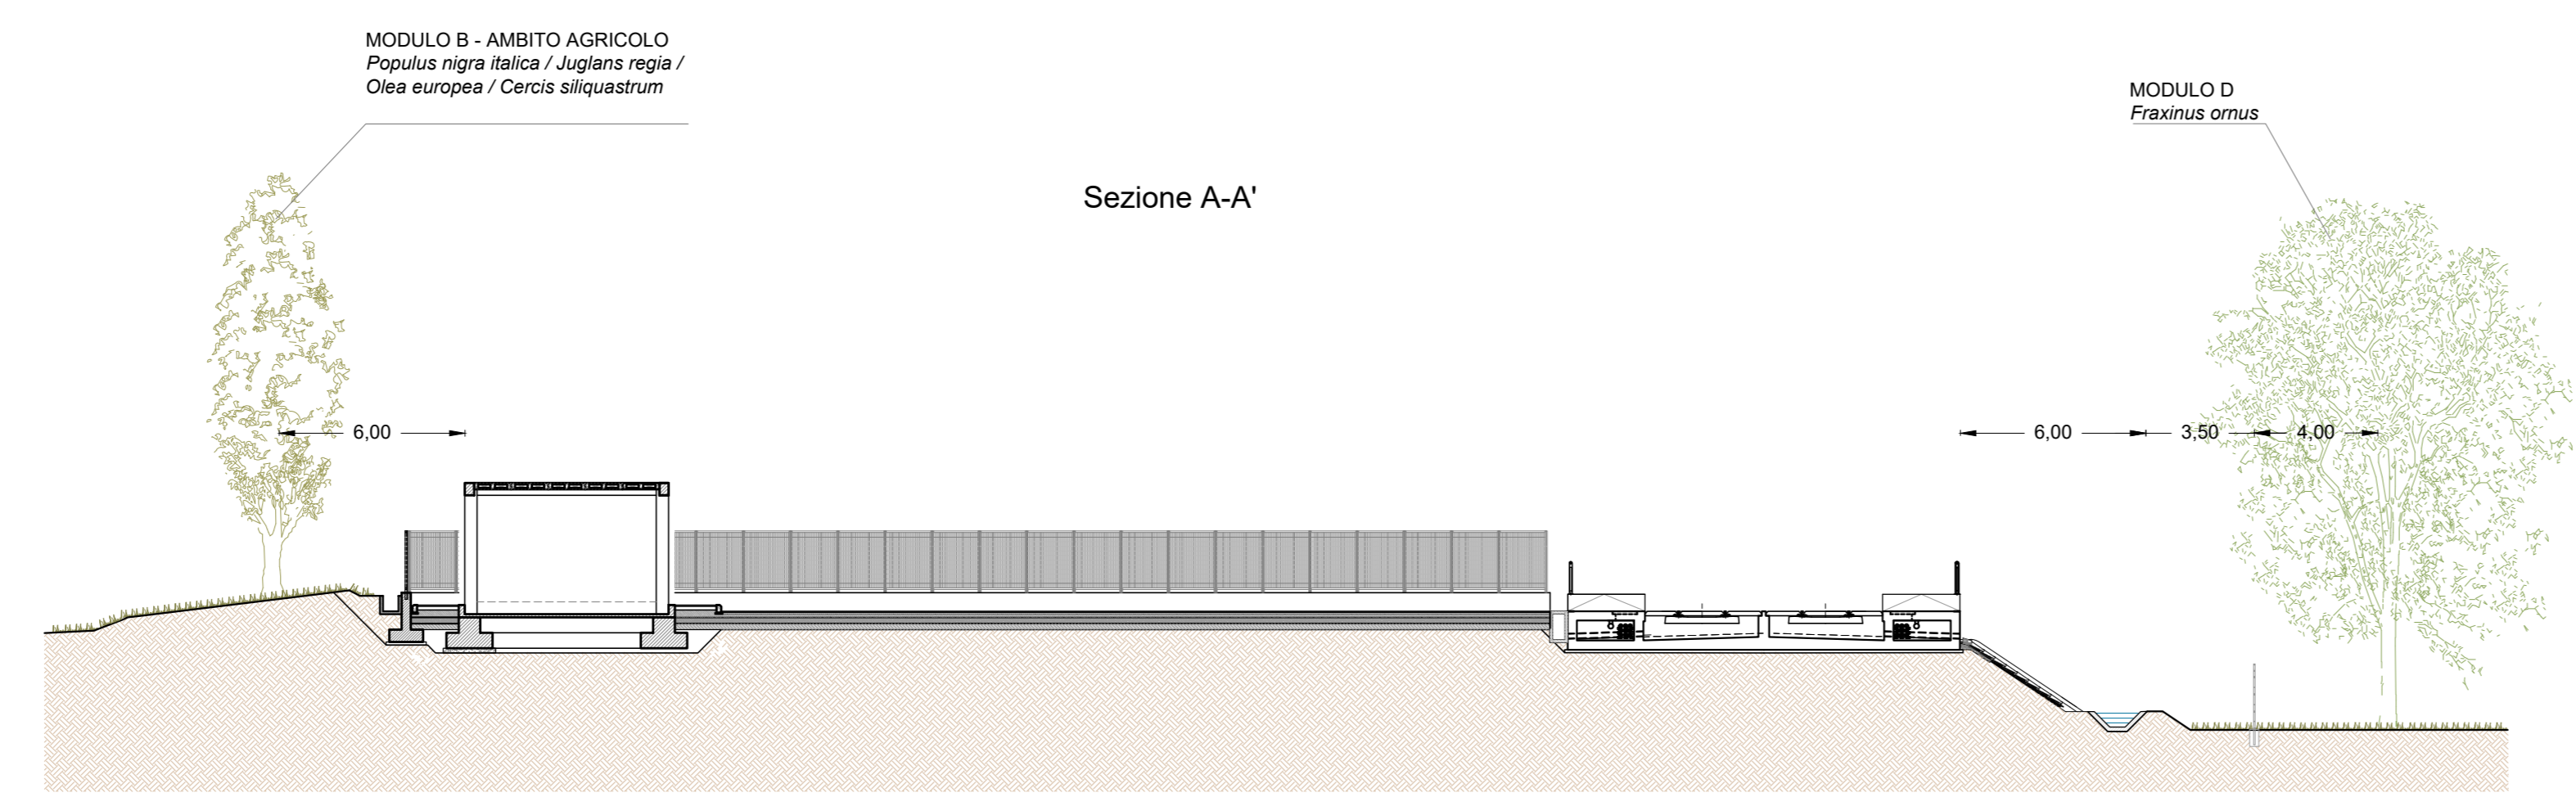 MODULO B - AMBITO AGRICOLO
Populus nigra italica / Juglans regia /
Olea europea / Cercis siliquastrum
MODULO D
Fraxinus ornus
Sezione A-A'
6,00
6,00
3,50
4,00